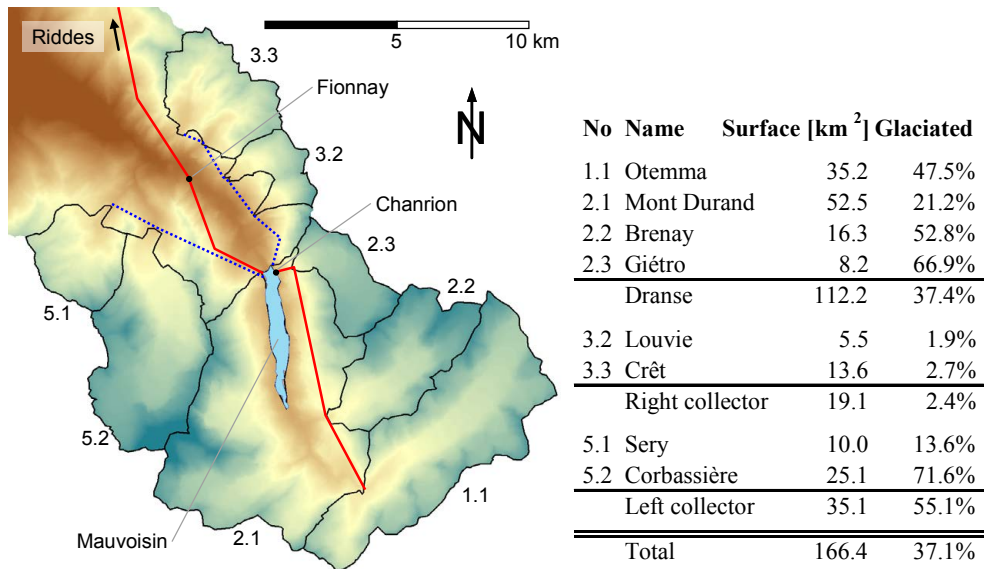 Riddes
5 10 km
3.3
Fionnay
N
3.2
Chanrion
2.3
2.2
5.1
5.2
1.1
2.1
Mauvoisin
No Name Surface [km ²] Glaciated
1.1 Otemma 35.2 47.5%
2.1 Mont Durand 52.5 21.2%
2.2 Brenay 16.3 52.8%
2.3 Giétro 8.2 66.9%
Dranse 112.2 37.4%
3.2 Louvie 5.5 1.9%
3.3 Crêt 13.6 2.7%
Right collector 19.1 2.4%
5.1 Sery 10.0 13.6%
5.2 Corbassière 25.1 71.6%
Left collector 35.1 55.1%
Total 166.4 37.1%